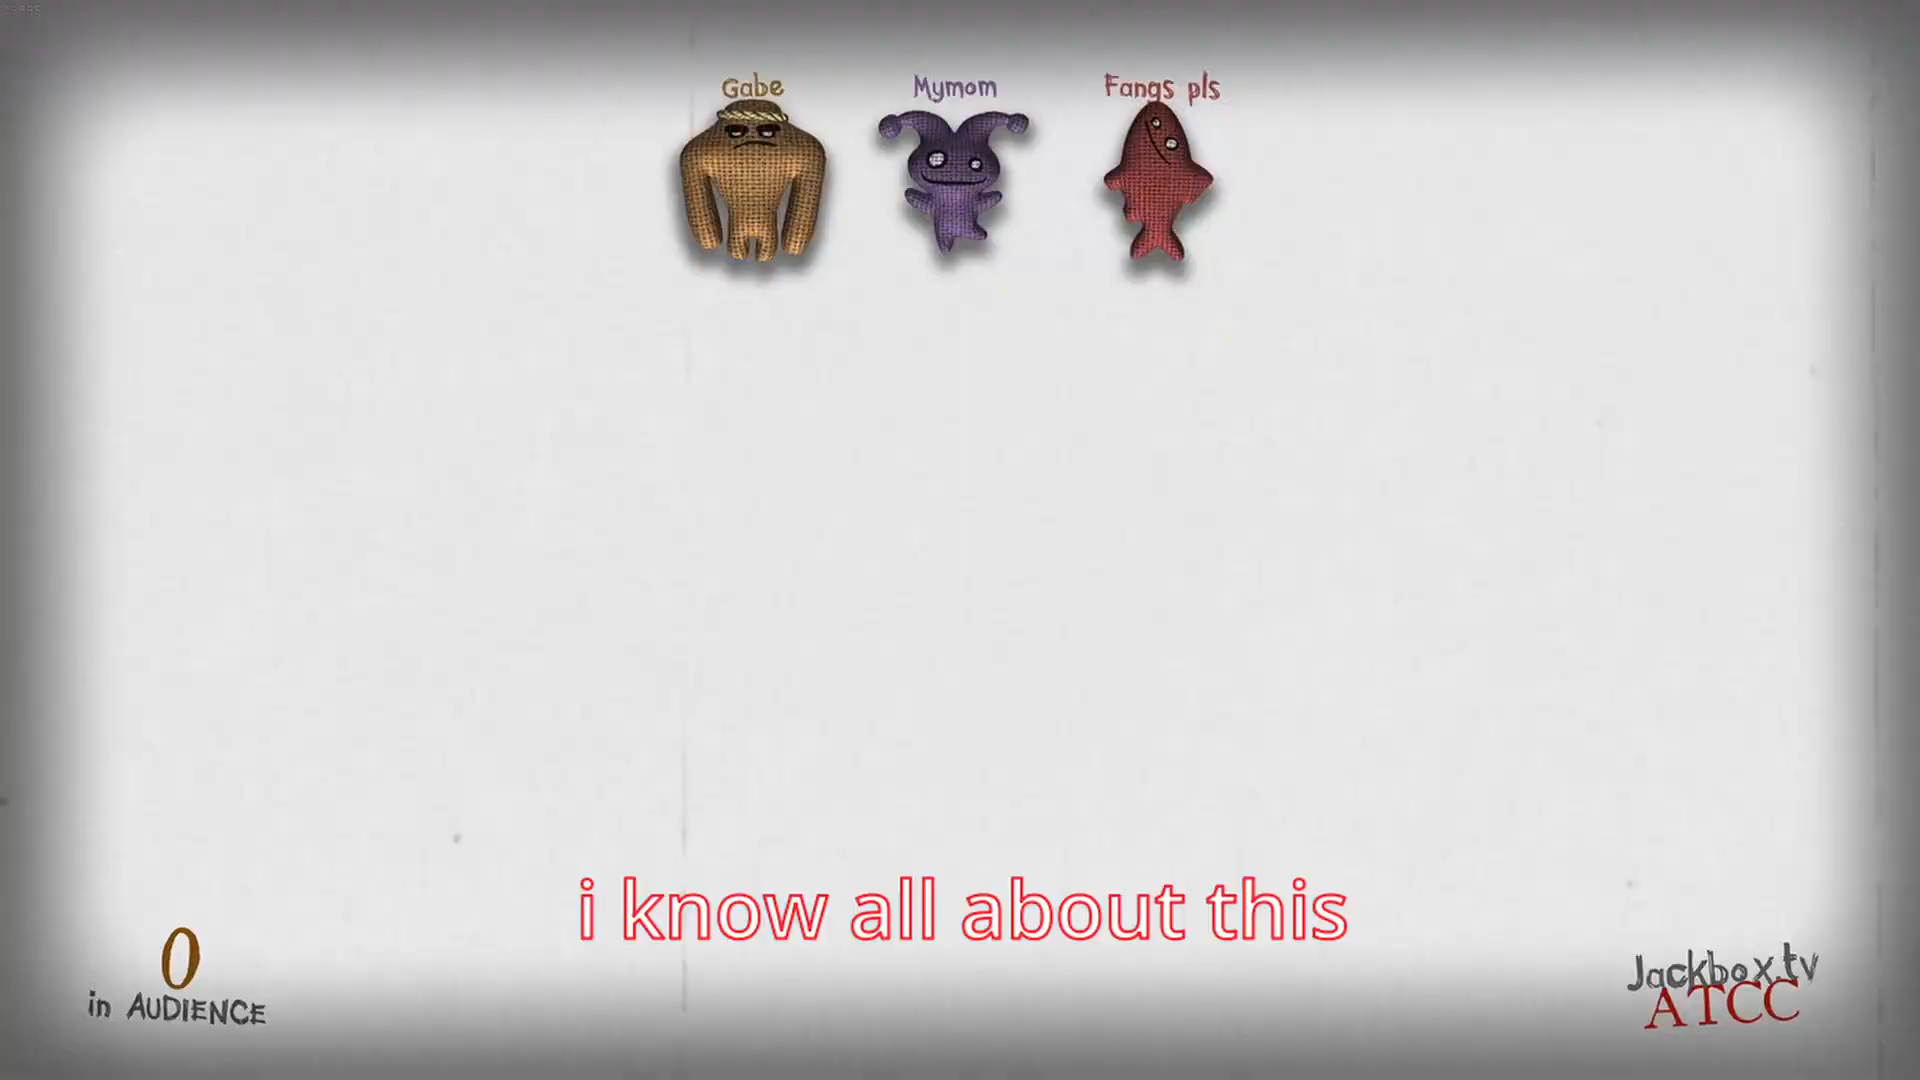 Gabe
Mymom
Fangs pls
i know all about this
0
in AUDIENCE
Jackbox.tv
ATCC